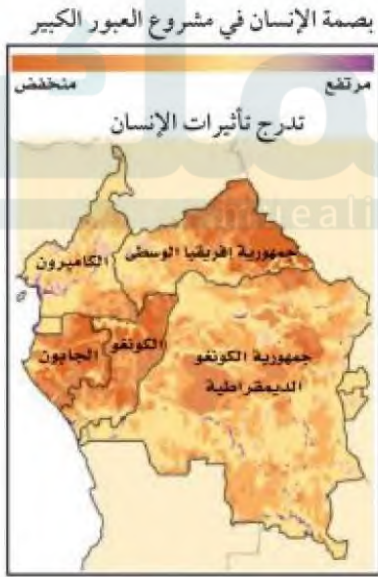 بصمة الإنسان في مشروع العبور الكبير
مرتفع
منخفض
تدرج تأثيرات الإنسان
الكاميرون
جمهورية إفريقيا الوسطى
الجابون
الكونغو
جمهورية الكونغو
الديمقراطية